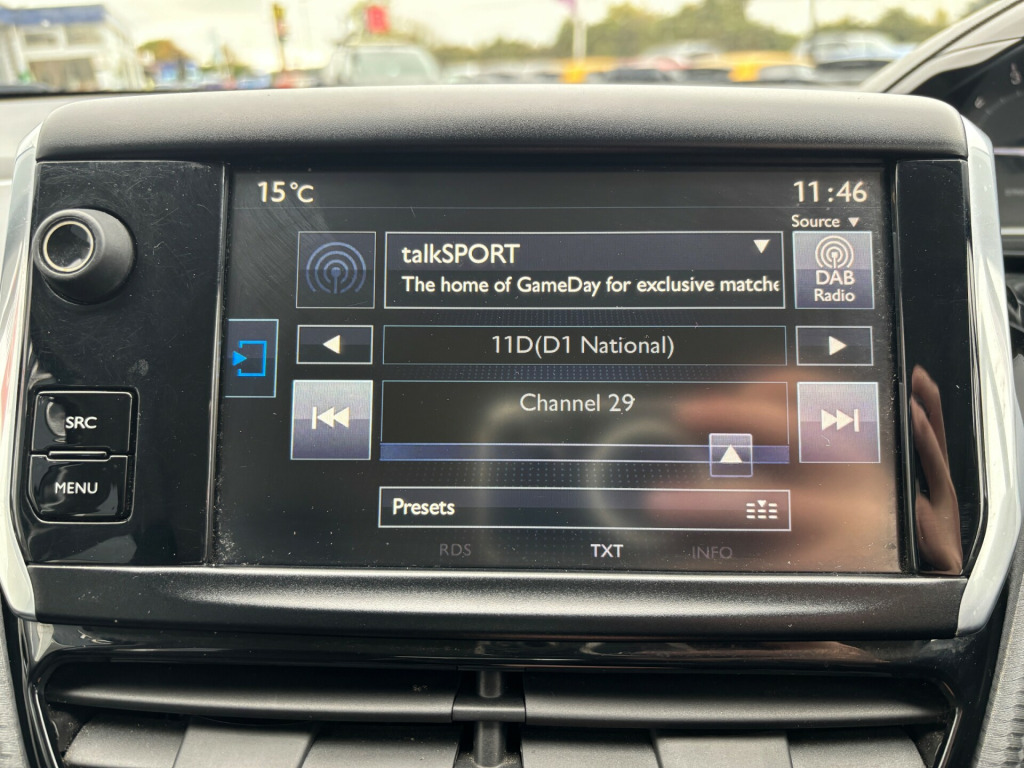 15°C
11:46
Source
talkSPORT
The home of GameDay for exclusive matche
DAB
Radio
11D(D1 National)
Channel 29
SRC
MENU
Presets
RDS TXT INFO